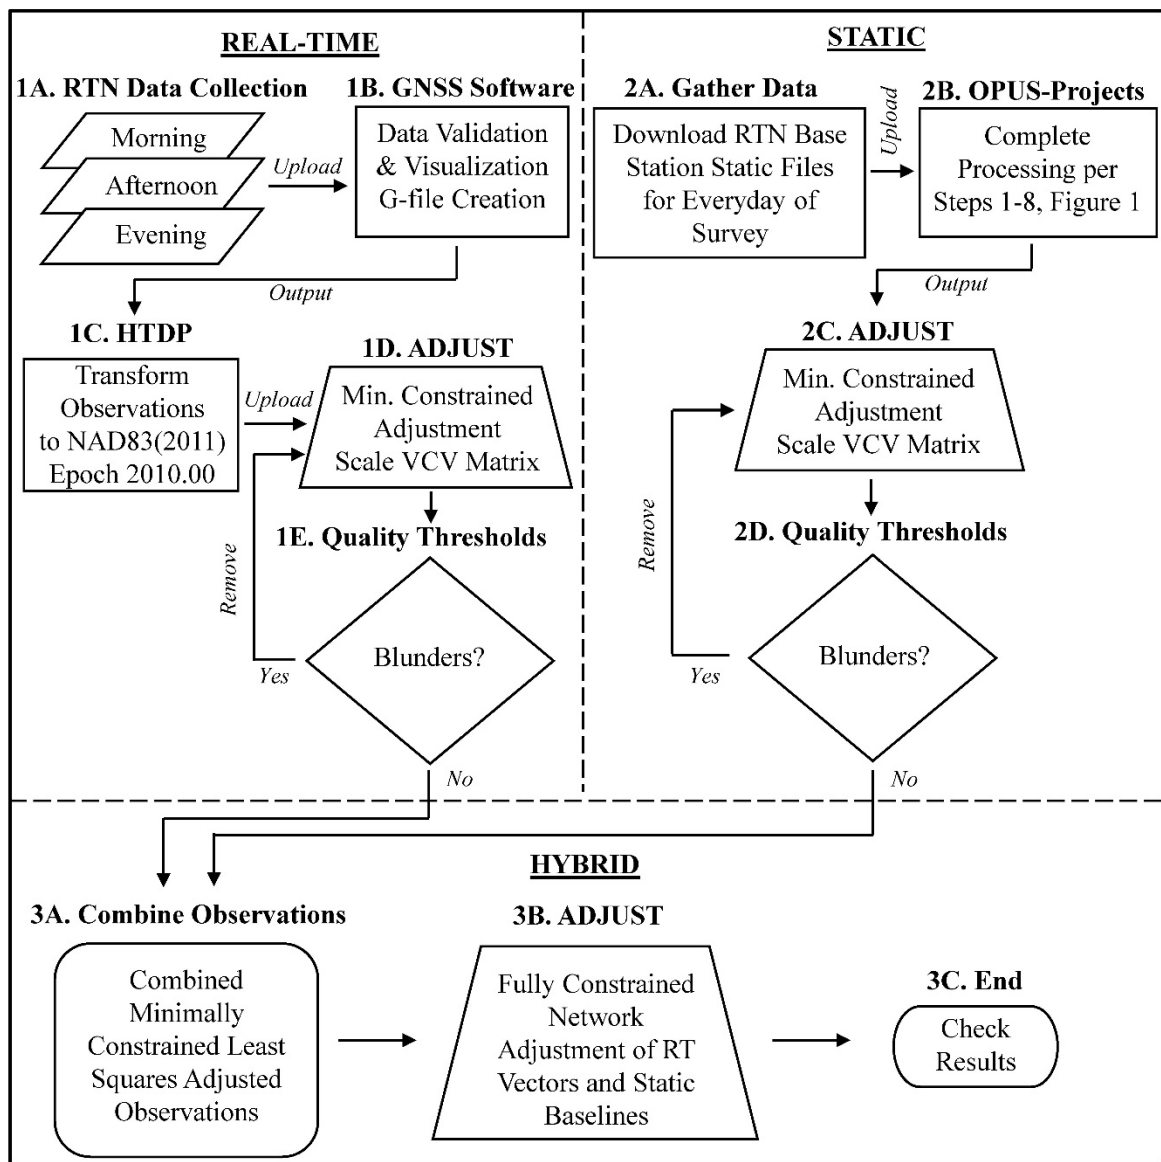 REAL-TIME
1A. RTN Data Collection
Morning
Afternoon
Evening
Upload
1B. GNSS Software
Data Validation
& Visualization
G-file Creation
Output
1C. HTDP
Transform
Observations
to NAD83(2011)
Epoch 2010.00
Upload
1D. ADJUST
Min. Constrained
Adjustment
Scale VCV Matrix
1E. Quality Thresholds
Blunders?
Yes
Remove
No
STATIC
2A. Gather Data
Download RTN Base
Station Static Files
for Everyday of
Survey
Upload
2B. OPUS-Projects
Complete
Processing per
Steps 1-8, Figure 1
Output
2C. ADJUST
Min. Constrained
Adjustment
Scale VCV Matrix
2D. Quality Thresholds
Blunders?
Yes
Remove
No
HYBRID
3A. Combine Observations
Combined
Minimally
Constrained Least
Squares Adjusted
Observations
3B. ADJUST
Fully Constrained
Network
Adjustment of RT
Vectors and Static
Baselines
3C. End
Check
Results